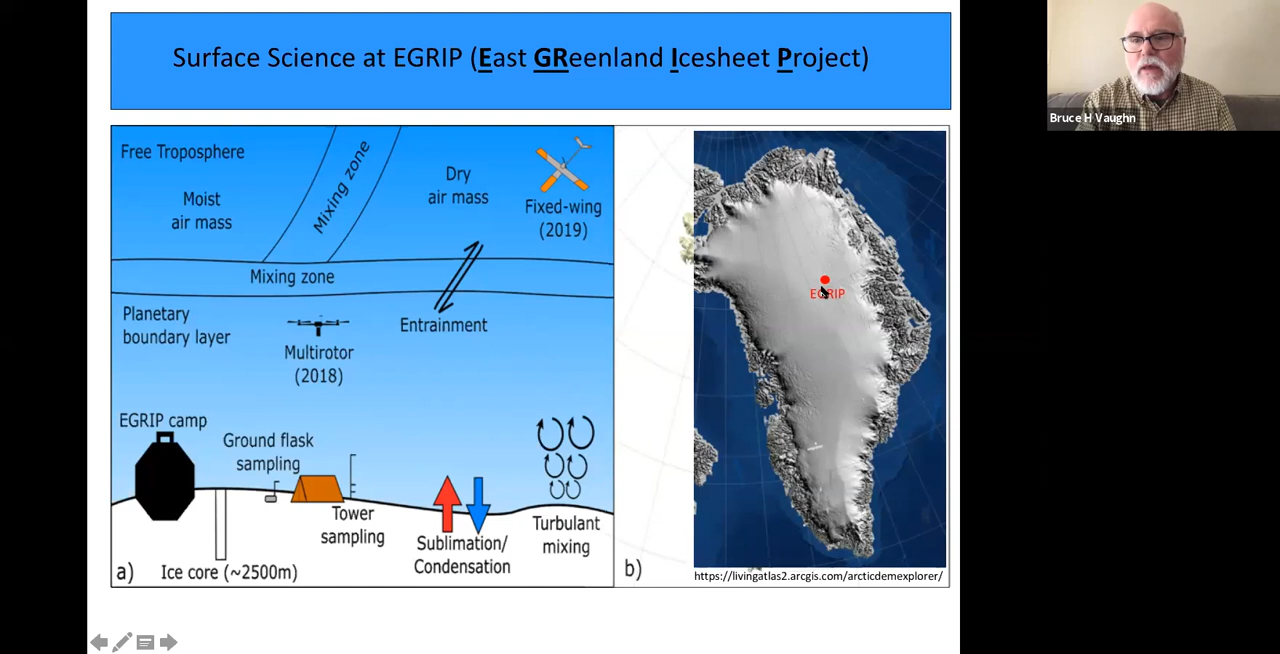 Surface Science at EGRIP (East GReenland Icesheet Project)
Bruce H Vaughn
Free Troposphere
Moist
air mass
Mixing zone
Dry
air mass
Fixed-wing
(2019)
Mixing zone
Planetary
boundary layer
Multirotor
(2018)
Entrainment
EGRIP camp
Ground flask
sampling
Tower
sampling
Sublimation/
Condensation
Turbulant
mixing
a)
Ice core (~2500m)
b)
EGRIP
https://livingatlas2.arcgis.com/arcticdemexplorer/